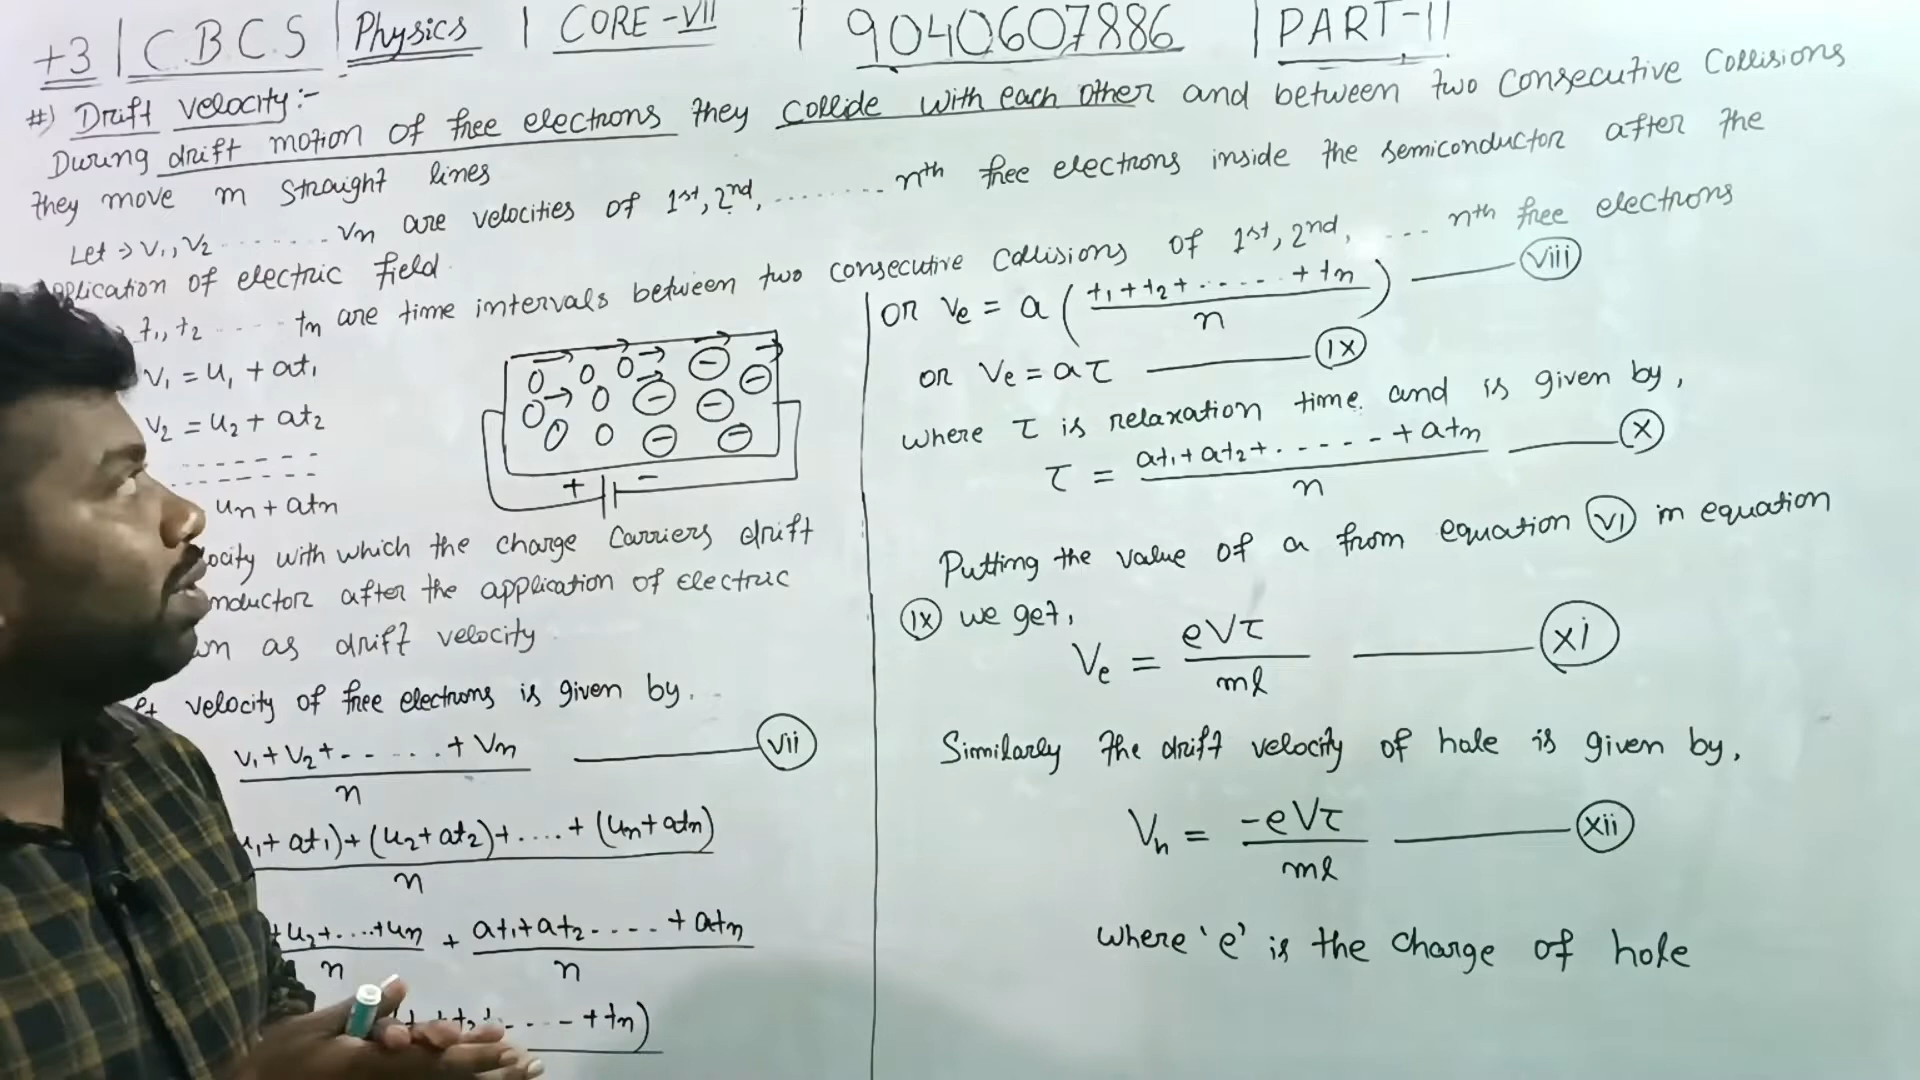 +3 | C.B.C.S | Physics | CORE-VII | 9040607886 | PART-II
#) Drift velocity:-
During drift motion of free electrons they collide with each other and between two consecutive collisions
they move in straight lines
Let → v₁, v₂ ....... vn are velocities of 1st, 2nd, ......... nth free electrons inside the semiconductor after the
application of electric field.
t₁, t₂ ..... tn are time intervals between two consecutive collisions of 1st, 2nd, .... nth free electrons
v₁ = u₁ + at₁
v₂ = u₂ + at₂
- - - - - - -
- - - - - - -
un + atn
+ -
with which the charge carriers drift
after the application of electric
as drift velocity.
velocity of free electrons is given by.
v₁ + v₂ + - ..... + vn / n ——— (vii)
u₁ + at₁) + (u₂ + at₂) + .... + (un + atn) / n
+ u₂ + .... + un / n + at₁ + at₂ - - - - + atn / n
- - - - + tn)
or ve = a ( t₁ + t₂ + ..... + tn / n ) ——— (viii)
or ve = aτ ——— (ix)
where τ is relaxation time. and is given by,
τ = at₁ + at₂ + . - - - - + atn / n ——— (x)
Putting the value of a from equation (vi) in equation
(ix) we get,
Ve = eVτ / ml ——— (xi)
Similarly the drift velocity of hole is given by,
Vh = -eVτ / ml ——— (xii)
where 'e' is the charge of hole